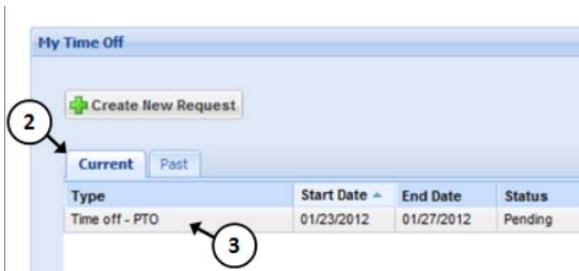 My Time Off
Create New Request
2
Current Past
Type Start Date End Date Status
Time off - PTO 01/23/2012 01/27/2012 Pending
3